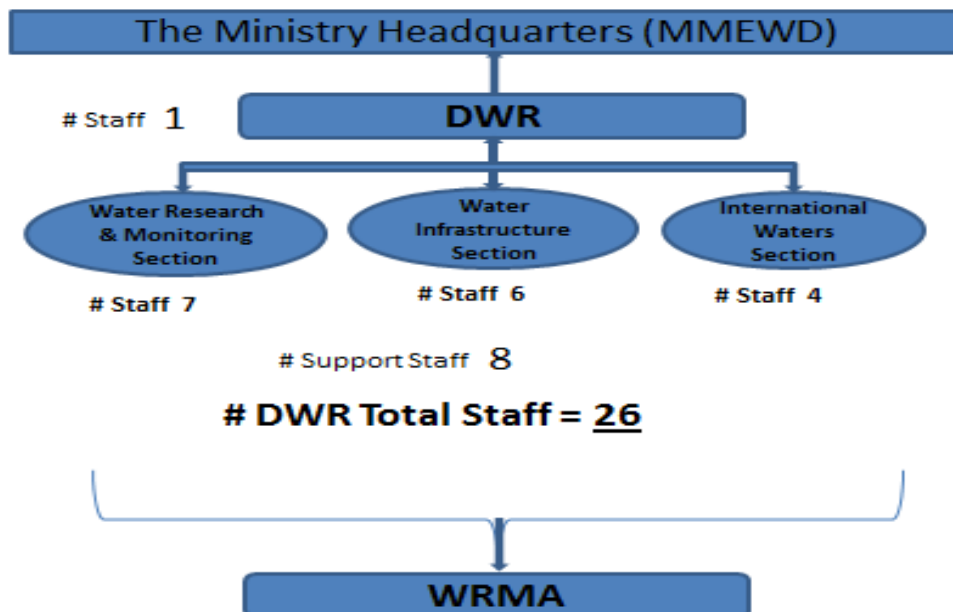 The Ministry Headquarters (MMEWD)
# Staff 1
DWR
Water Research
& Monitoring
Section
Water
Infrastructure
Section
International
Waters
Section
# Staff 7
# Staff 6
# Staff 4
# Support Staff 8
# DWR Total Staff = 26
WRMA